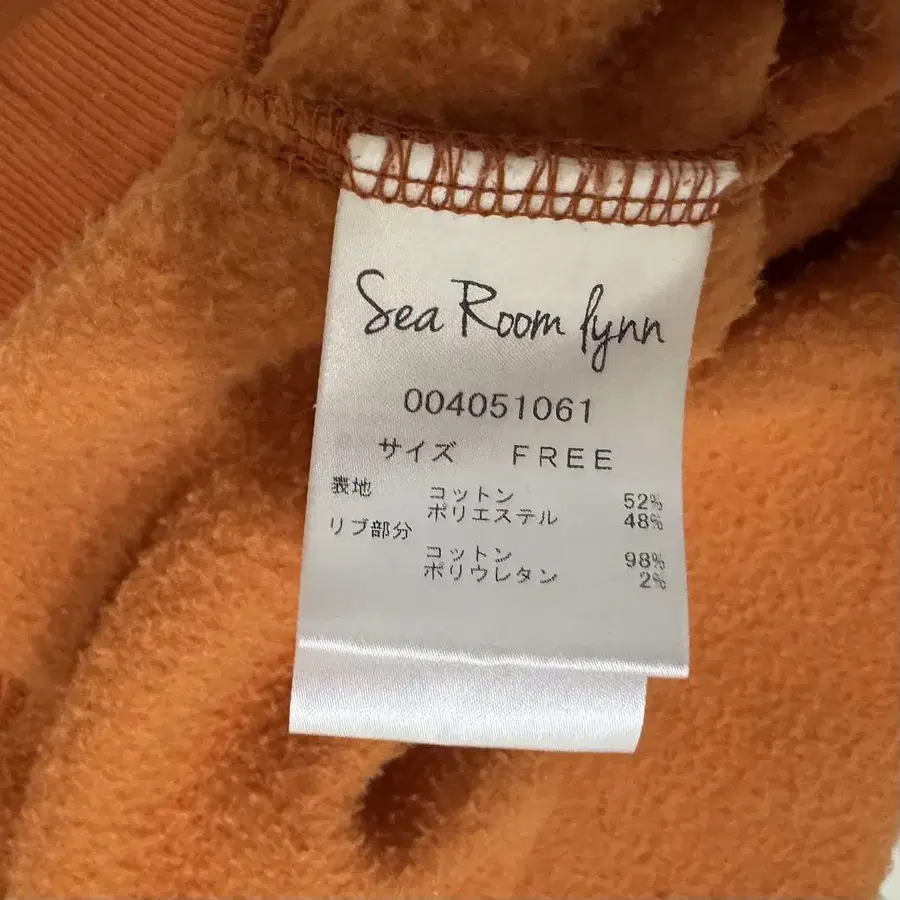 Sea Room lynn
004051061
サイズ FREE
表地 コットン 52%
ポリエステル 48%
リブ部分
コットン 98%
ポリウレタン 2%